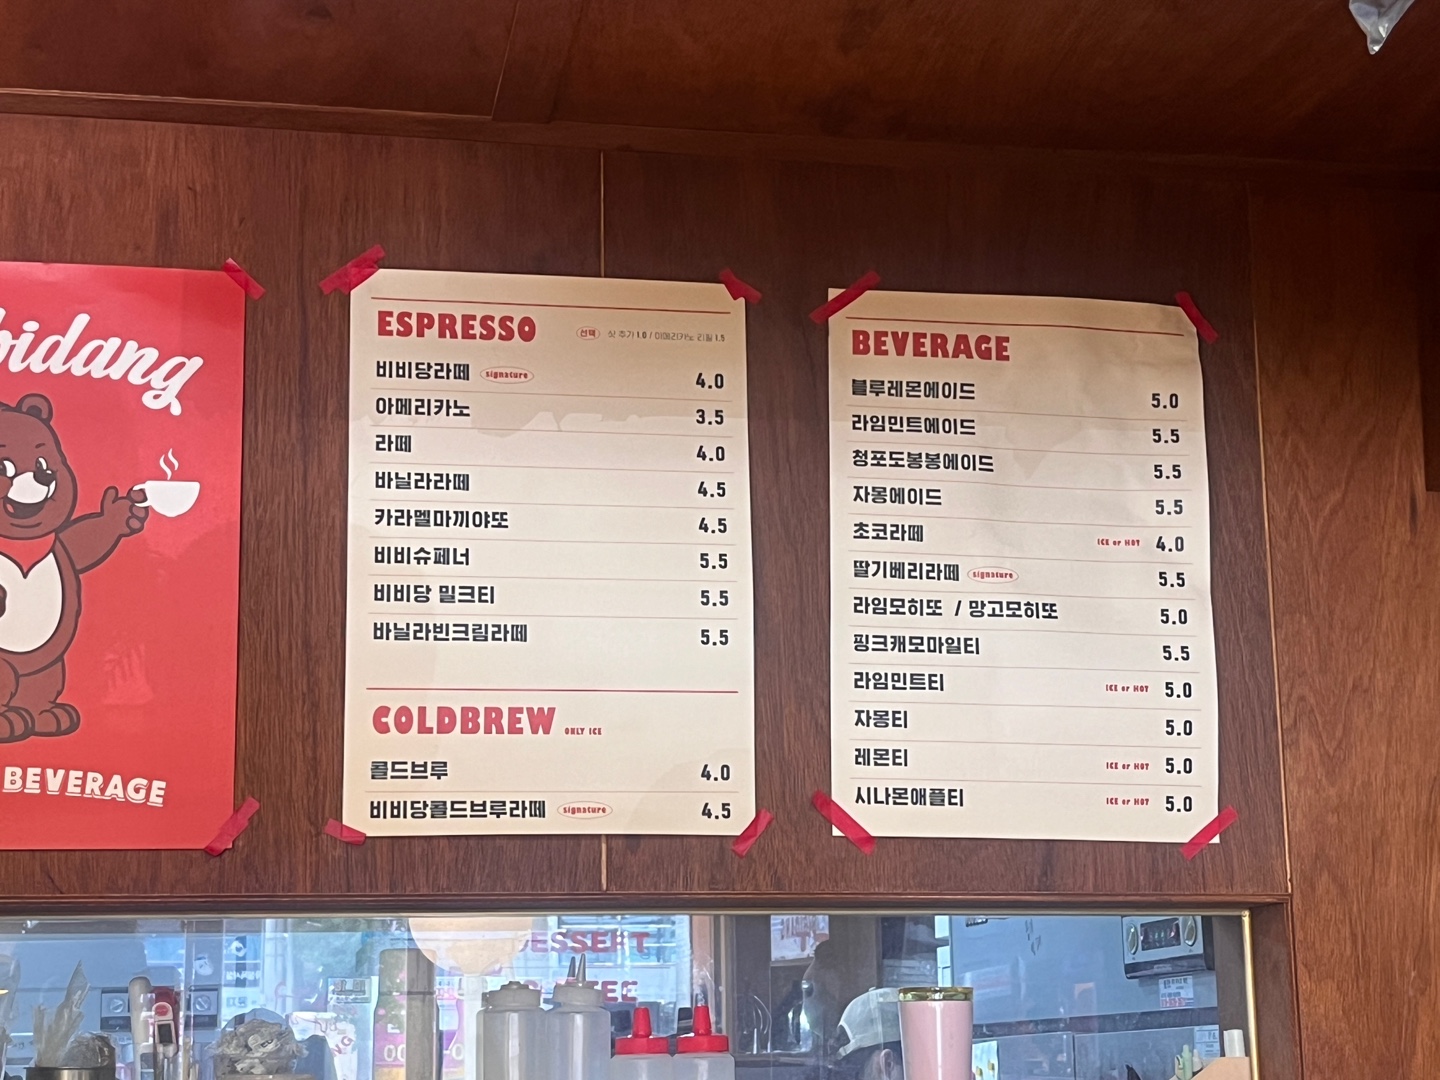 bidang
BEVERAGE
ESPRESSO 선택 샷 추가 1.0 / 아메리카노 리필 1.5
비비당라떼 signature 4.0
아메리카노 3.5
라떼 4.0
바닐라라떼 4.5
카라멜마끼야또 4.5
비비슈페너 5.5
비비당 밀크티 5.5
바닐라빈크림라떼 5.5
COLDBREW ONLY ICE
콜드브루 4.0
비비당콜드브루라떼 signature 4.5
BEVERAGE
블루레몬에이드 5.0
라임민트에이드 5.5
청포도봉봉에이드 5.5
자몽에이드 5.5
초코라떼 ICE or HOT 4.0
딸기베리라떼 signature 5.5
라임모히또 / 망고모히또 5.0
핑크캐모마일티 5.5
라임민트티 ICE or HOT 5.0
자몽티 5.0
레몬티 ICE or HOT 5.0
시나몬애플티 ICE or HOT 5.0
DESSERT